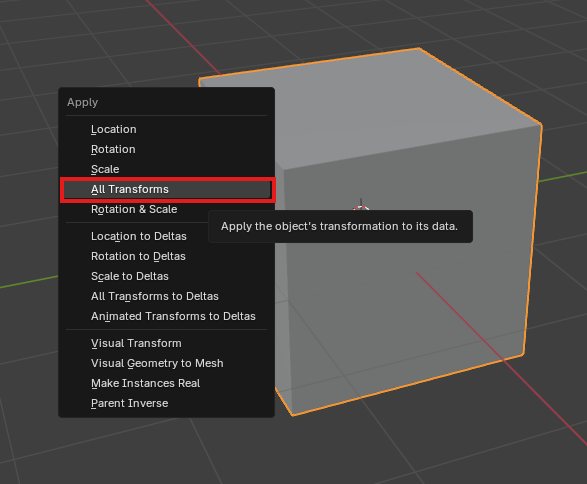 Apply
Location
Rotation
Scale
All Transforms
Rotation & Scale
Apply the object's transformation to its data.
Location to Deltas
Rotation to Deltas
Scale to Deltas
All Transforms to Deltas
Animated Transforms to Deltas
Visual Transform
Visual Geometry to Mesh
Make Instances Real
Parent Inverse